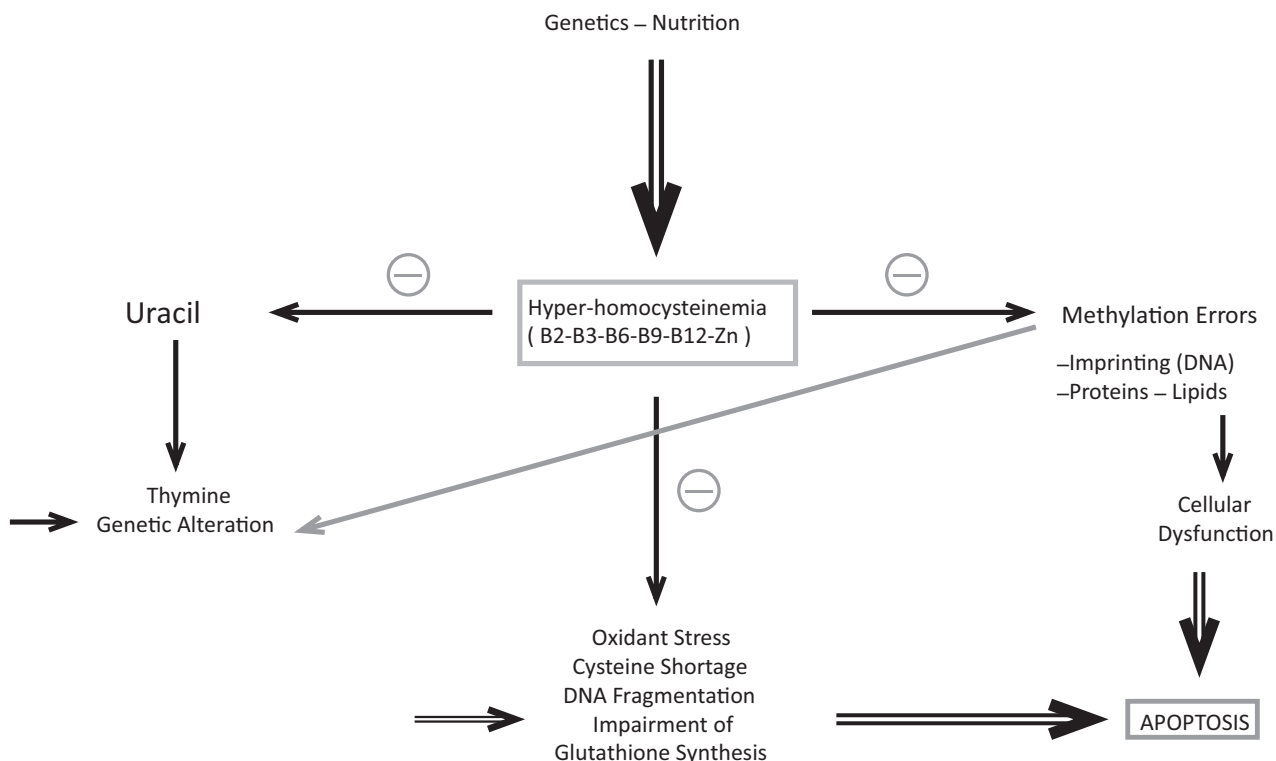 Genetics – Nutrition
Uracil
Hyper-homocysteinemia
( B2-B3-B6-B9-B12-Zn )
Methylation Errors
–Imprinting (DNA)
–Proteins – Lipids
Thymine
Genetic Alteration
Cellular
Dysfunction
Oxidant Stress
Cysteine Shortage
DNA Fragmentation
Impairment of
Glutathione Synthesis
APOPTOSIS